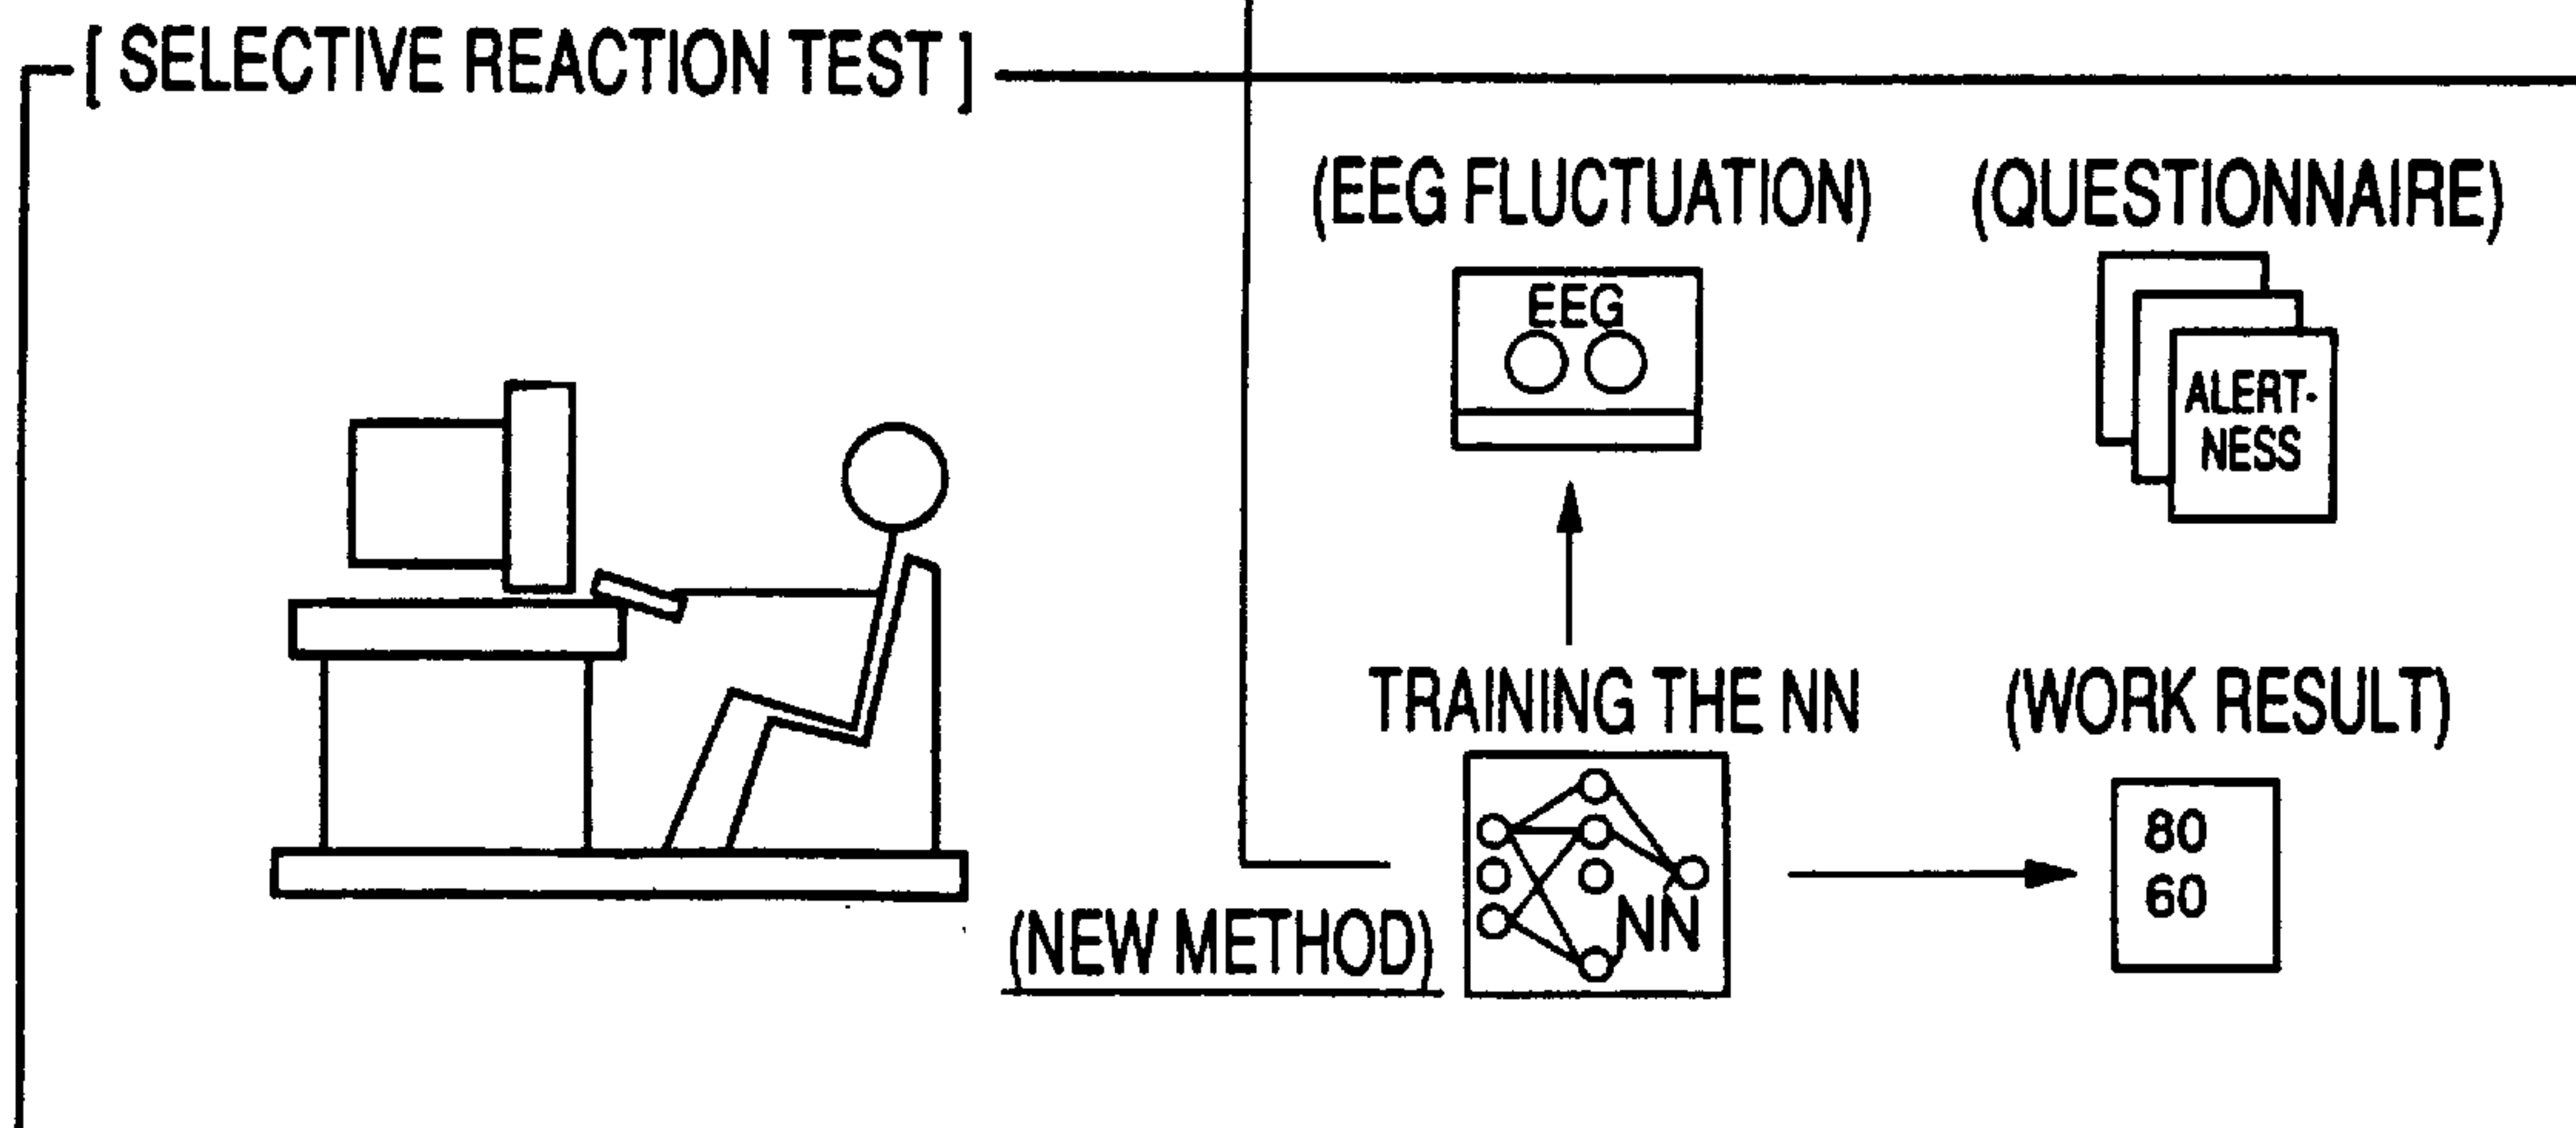 [ SELECTIVE REACTION TEST ]
(EEG FLUCTUATION)
(QUESTIONNAIRE)
EEG
ALERT-
NESS
TRAINING THE NN
(WORK RESULT)
80
60
NN
(NEW METHOD)